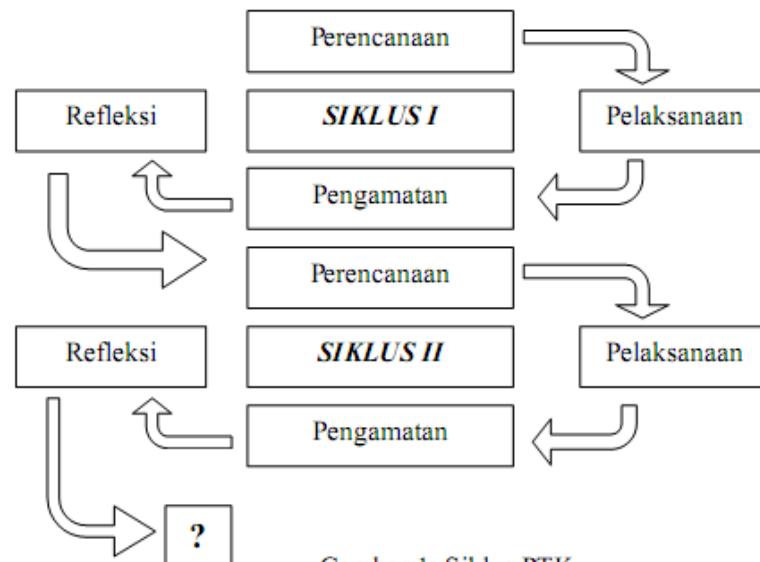 Perencanaan
Refleksi
SIKLUS I
Pelaksanaan
Pengamatan
Perencanaan
Refleksi
SIKLUS II
Pelaksanaan
Pengamatan
?